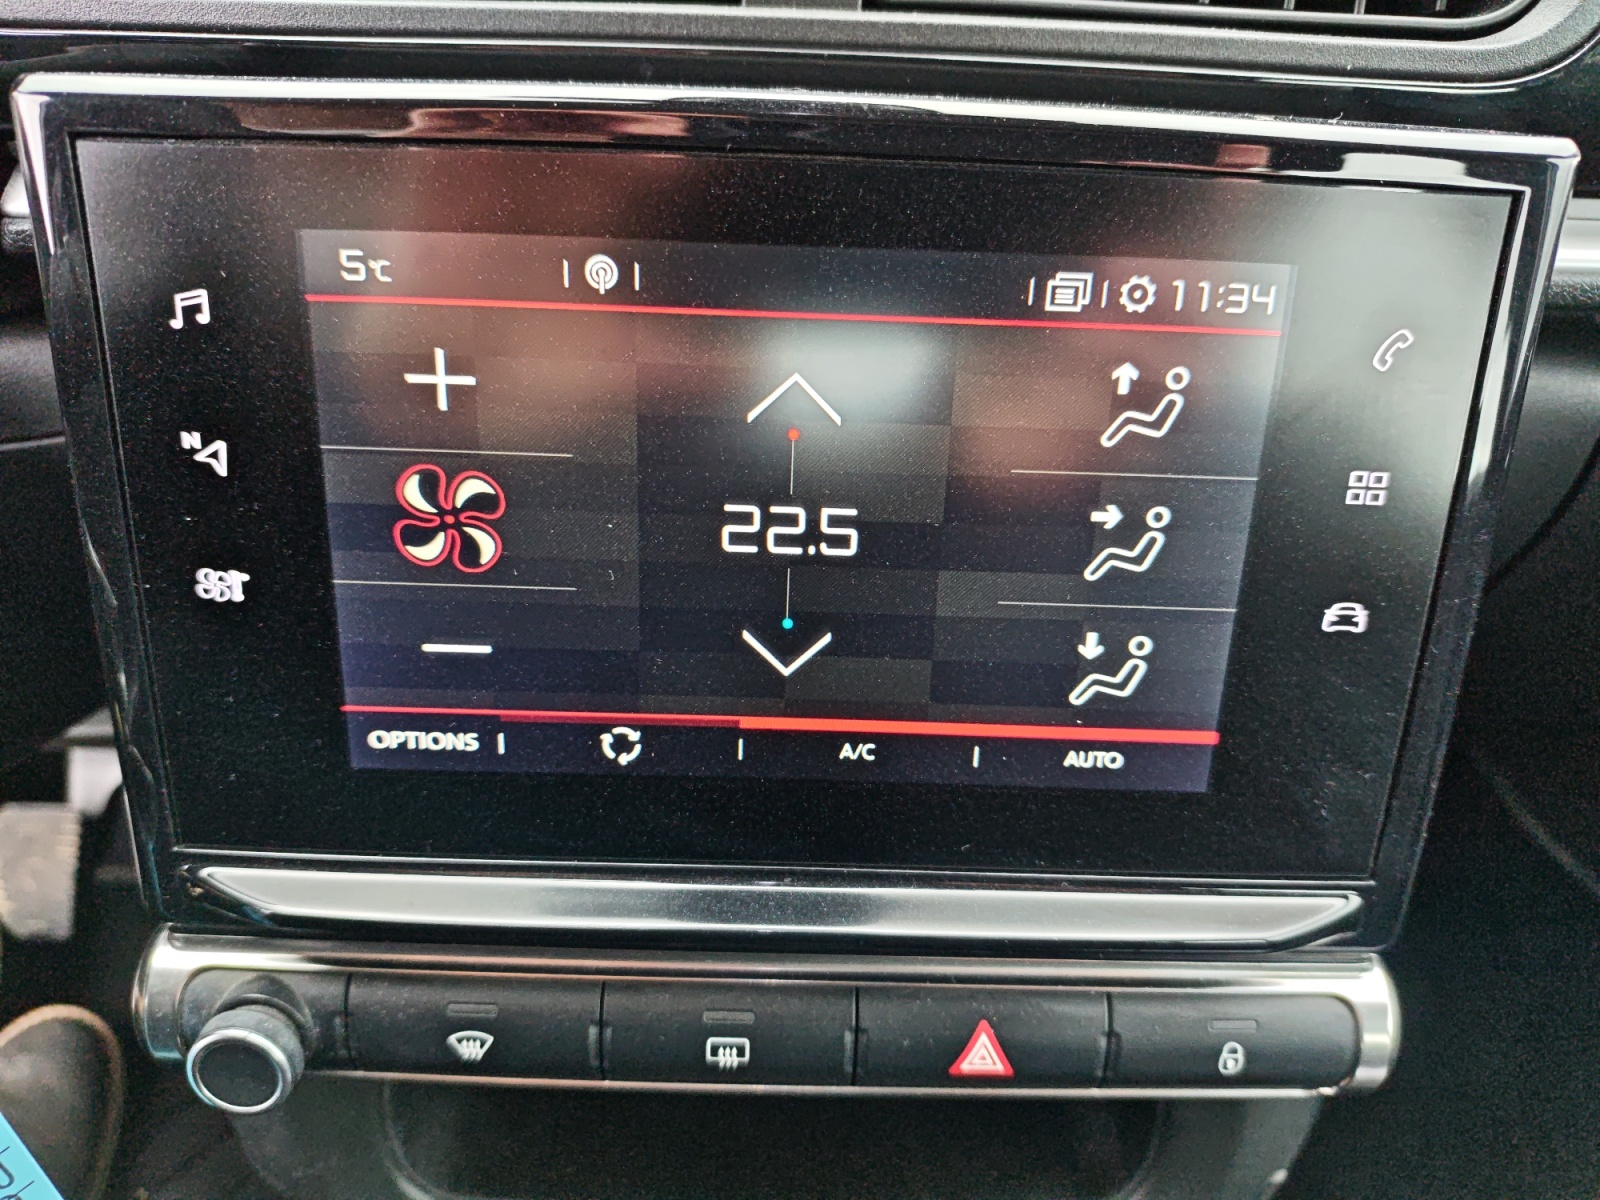 5°C
11:34
N
22.5
OPTIONS
A/C
AUTO